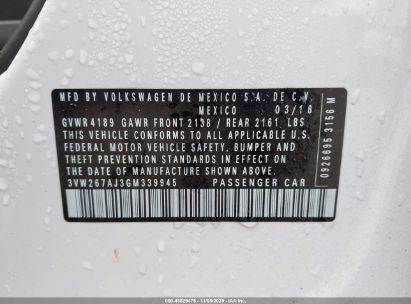 MFD BY VOLKSWAGEN DE MEXICO S.A. DE C.V.
MEXICO 03/16
GVWR 4189 GAWR FRONT 2138 / REAR 2161 LBS
THIS VEHICLE CONFORMS TO ALL APPLICABLE U.S.
FEDERAL MOTOR VEHICLE SAFETY, BUMPER AND
THEFT PREVENTION STANDARDS IN EFFECT ON THE
DATE OF MANUFACTURE SHOWN ABOVE.
3VW267AJ3GM339945 PASSENGER CAR
0926695 3156 M